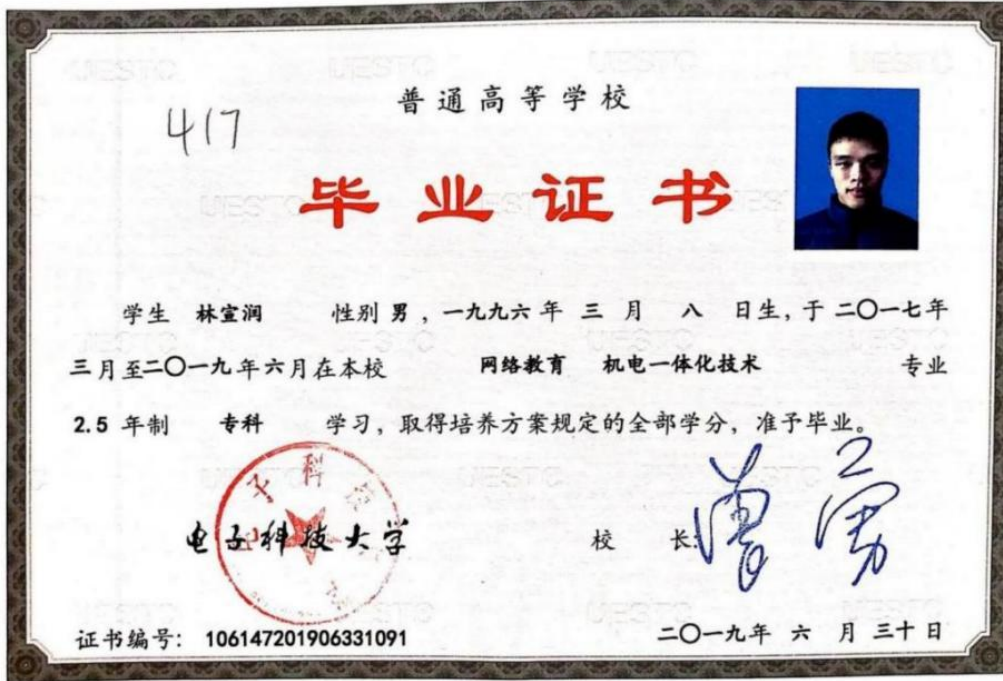 普通高等学校
417
毕业证书
学生 林宣润 性别 男，一九九六 年 三 月 八 日生，于 二〇一七年
三月至二〇一九年六月在本校 网络教育 机电一体化技术 专业
2.5 年制 专科 学习，取得培养方案规定的全部学分，准予毕业。
电子科技大学 校 长:
证书编号：106147201906331091 二〇一九年 六 月 三十 日